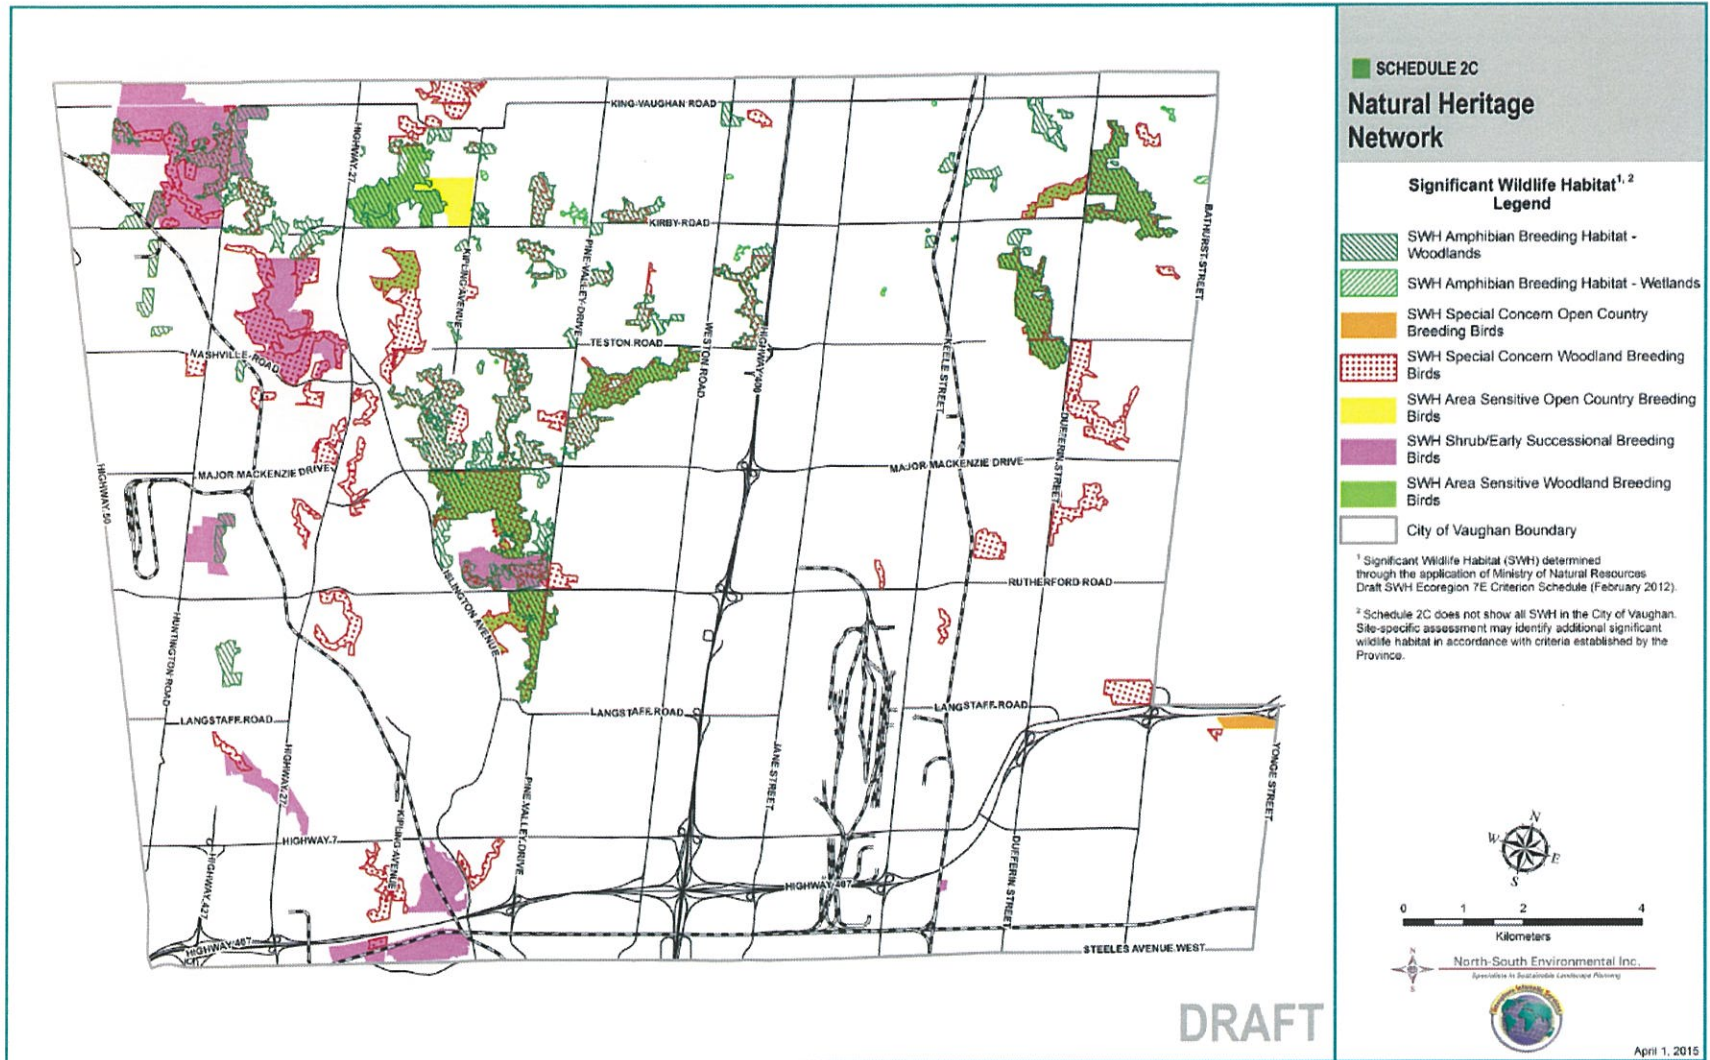 KING-VAUGHAN ROAD
HIGHWAY 27
KIRBY ROAD
BATHURST STREET
KIPLING AVENUE
PINE VALLEY DRIVE
WESTON ROAD
HIGHWAY 400
KEELE STREET
TESTON ROAD
NASHVILLE ROAD
DUFFERIN STREET
MAJOR MACKENZIE DRIVE
MAJOR MACKENZIE DRIVE
HIGHWAY 50
ISLINGTON AVENUE
RUTHERFORD ROAD
HUNTINGTON ROAD
LANGSTAFF ROAD
LANGSTAFF ROAD
LANGSTAFF ROAD
HIGHWAY 27
JANE STREET
YONGE STREET
PINE VALLEY DRIVE
KIPLING AVENUE
HIGHWAY 7
HIGHWAY 427
DUFFERIN STREET
HIGHWAY 407
HIGHWAY 407
STEELES AVENUE WEST
DRAFT
SCHEDULE 2C
Natural Heritage
Network
Significant Wildlife Habitat1, 2
Legend
SWH Amphibian Breeding Habitat -
Woodlands
SWH Amphibian Breeding Habitat - Wetlands
SWH Special Concern Open Country
Breeding Birds
SWH Special Concern Woodland Breeding
Birds
SWH Area Sensitive Open Country Breeding
Birds
SWH Shrub/Early Successional Breeding
Birds
SWH Area Sensitive Woodland Breeding
Birds
City of Vaughan Boundary
1 Significant Wildlife Habitat (SWH) determined
through the application of Ministry of Natural Resources
Draft SWH Ecoregion 7E Criterion Schedule (February 2012).
2 Schedule 2C does not show all SWH in the City of Vaughan.
Site-specific assessment may identify additional significant
wildlife habitat in accordance with criteria established by the
Province.
N
W
E
S
0 1 2 4
Kilometers
N
S
North-South Environmental Inc.
Specialists in Sustainable Landscape Planning
April 1, 2015